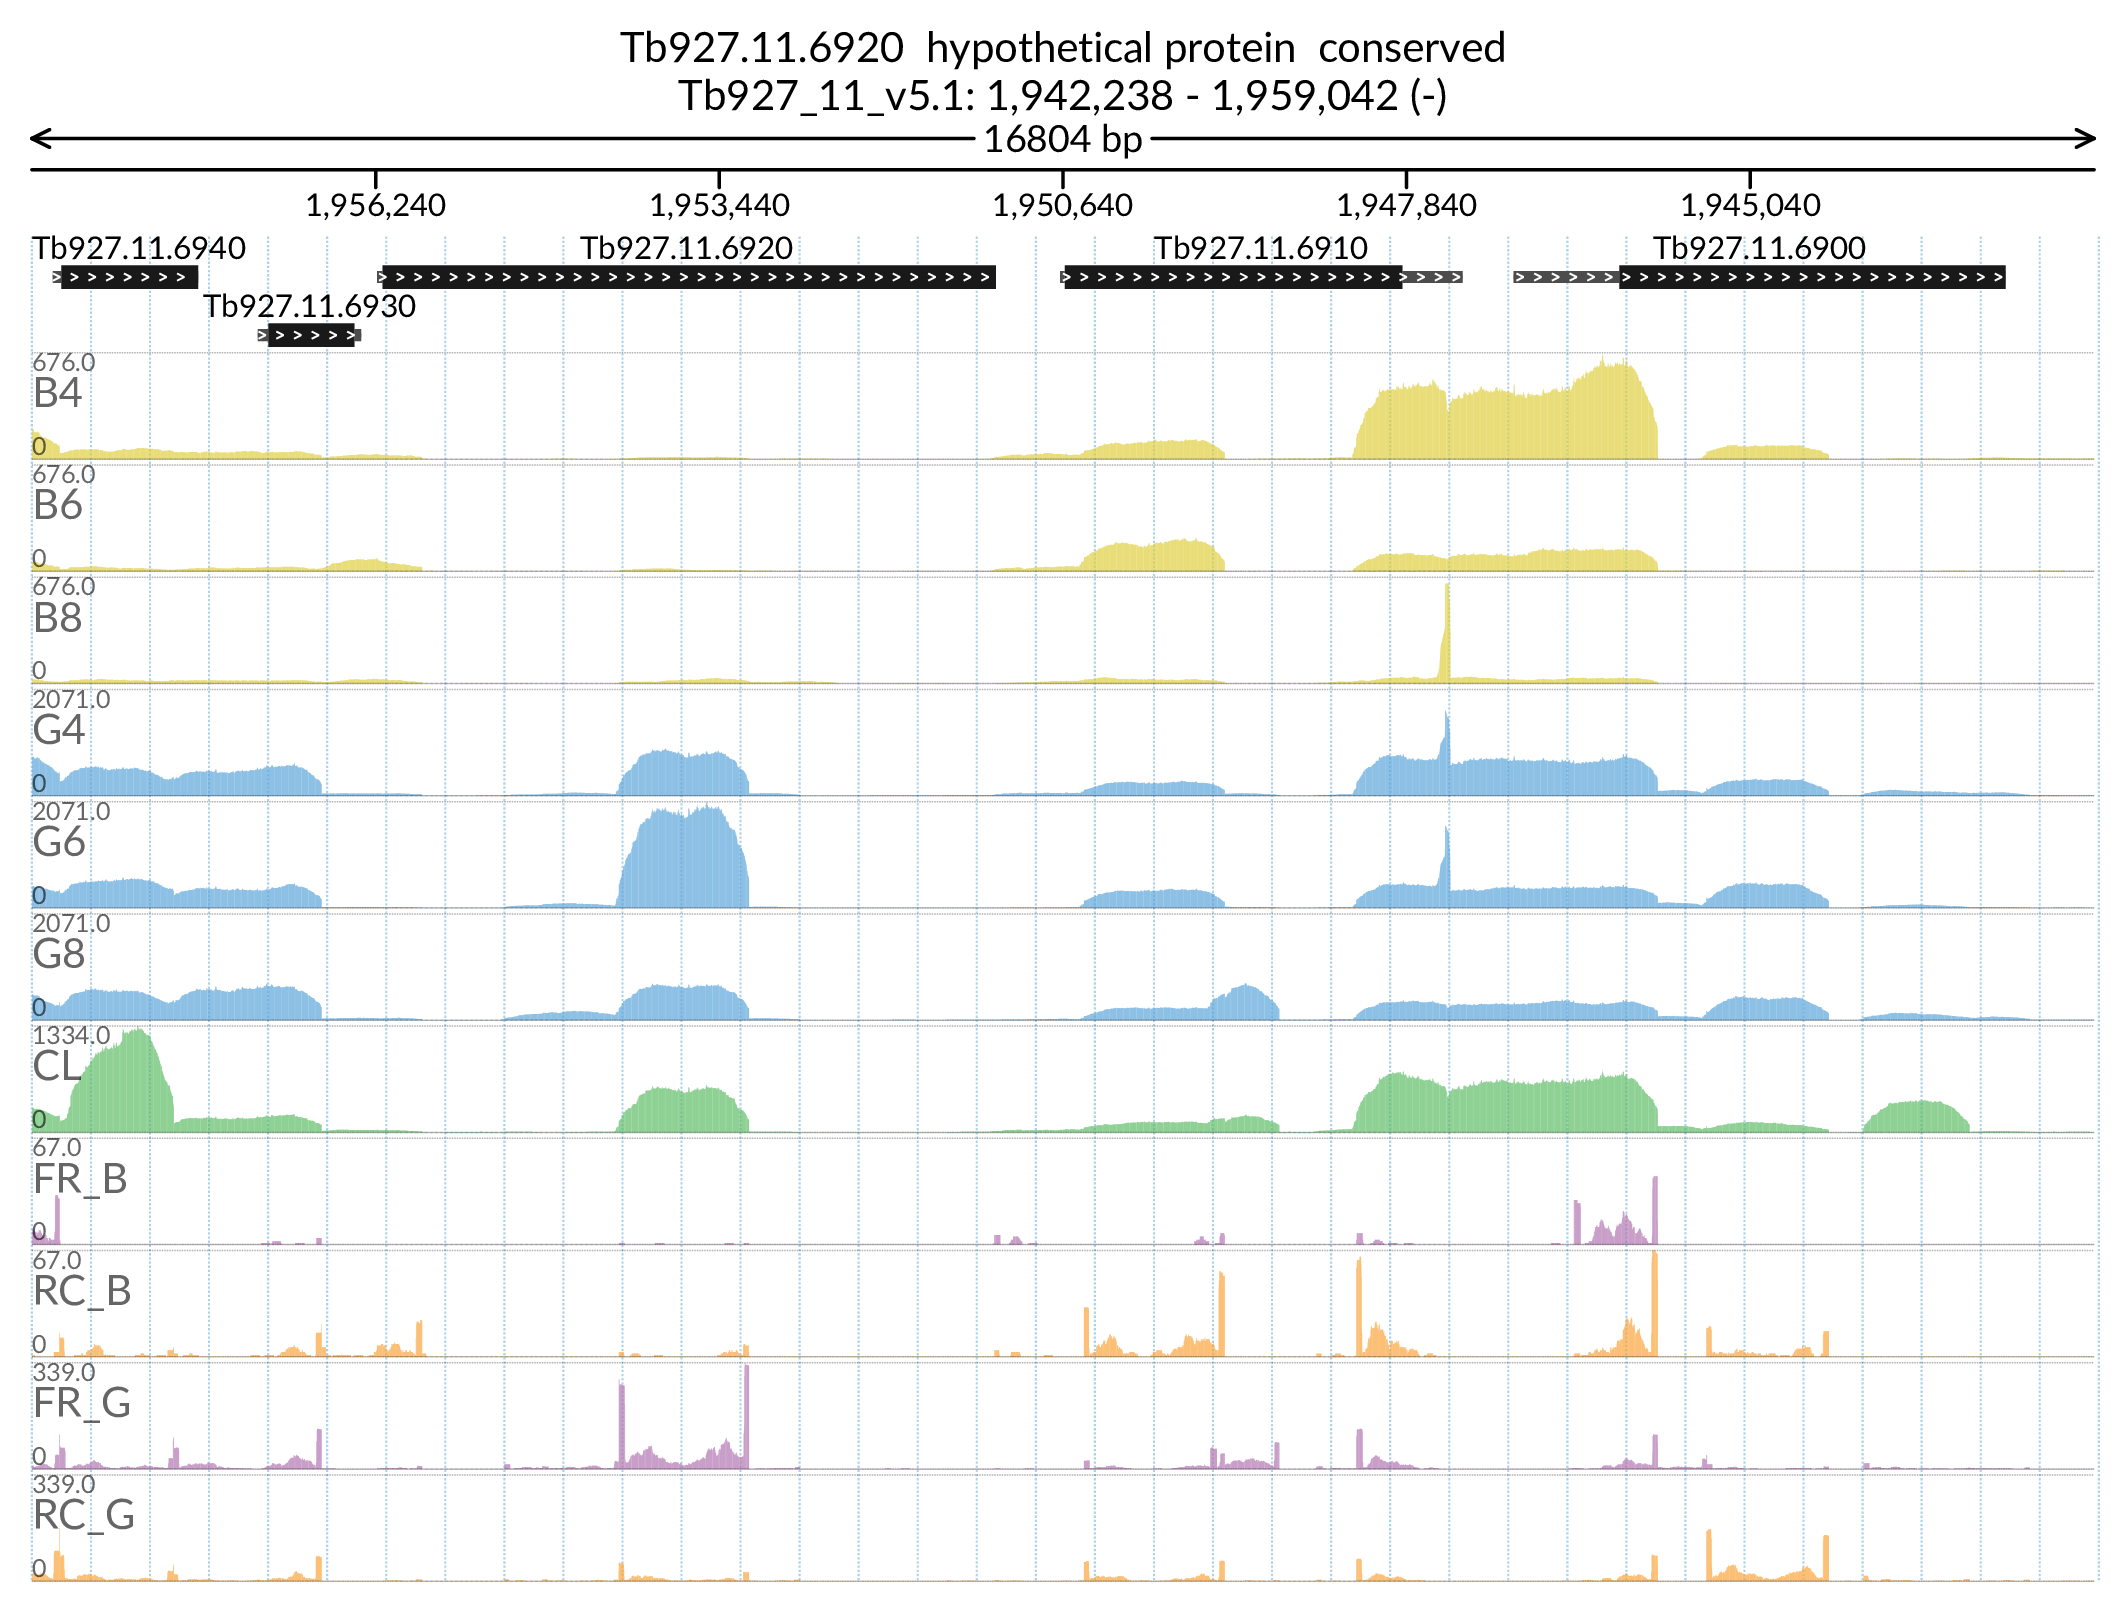 Tb927.11.6920 hypothetical protein conserved
Tb927_11_v5.1: 1,942,238 - 1,959,042 (-)
16804 bp
1,956,240 1,953,440 1,950,640 1,947,840 1,945,040
Tb927.11.6940 Tb927.11.6920 Tb927.11.6910 Tb927.11.6900
Tb927.11.6930
676.0
B4
0
676.0
B6
0
676.0
B8
0
2071.0
G4
0
2071.0
G6
0
2071.0
G8
0
1334.0
CL
0
67.0
FR_B
0
67.0
RC_B
0
339.0
FR_G
0
339.0
RC_G
0